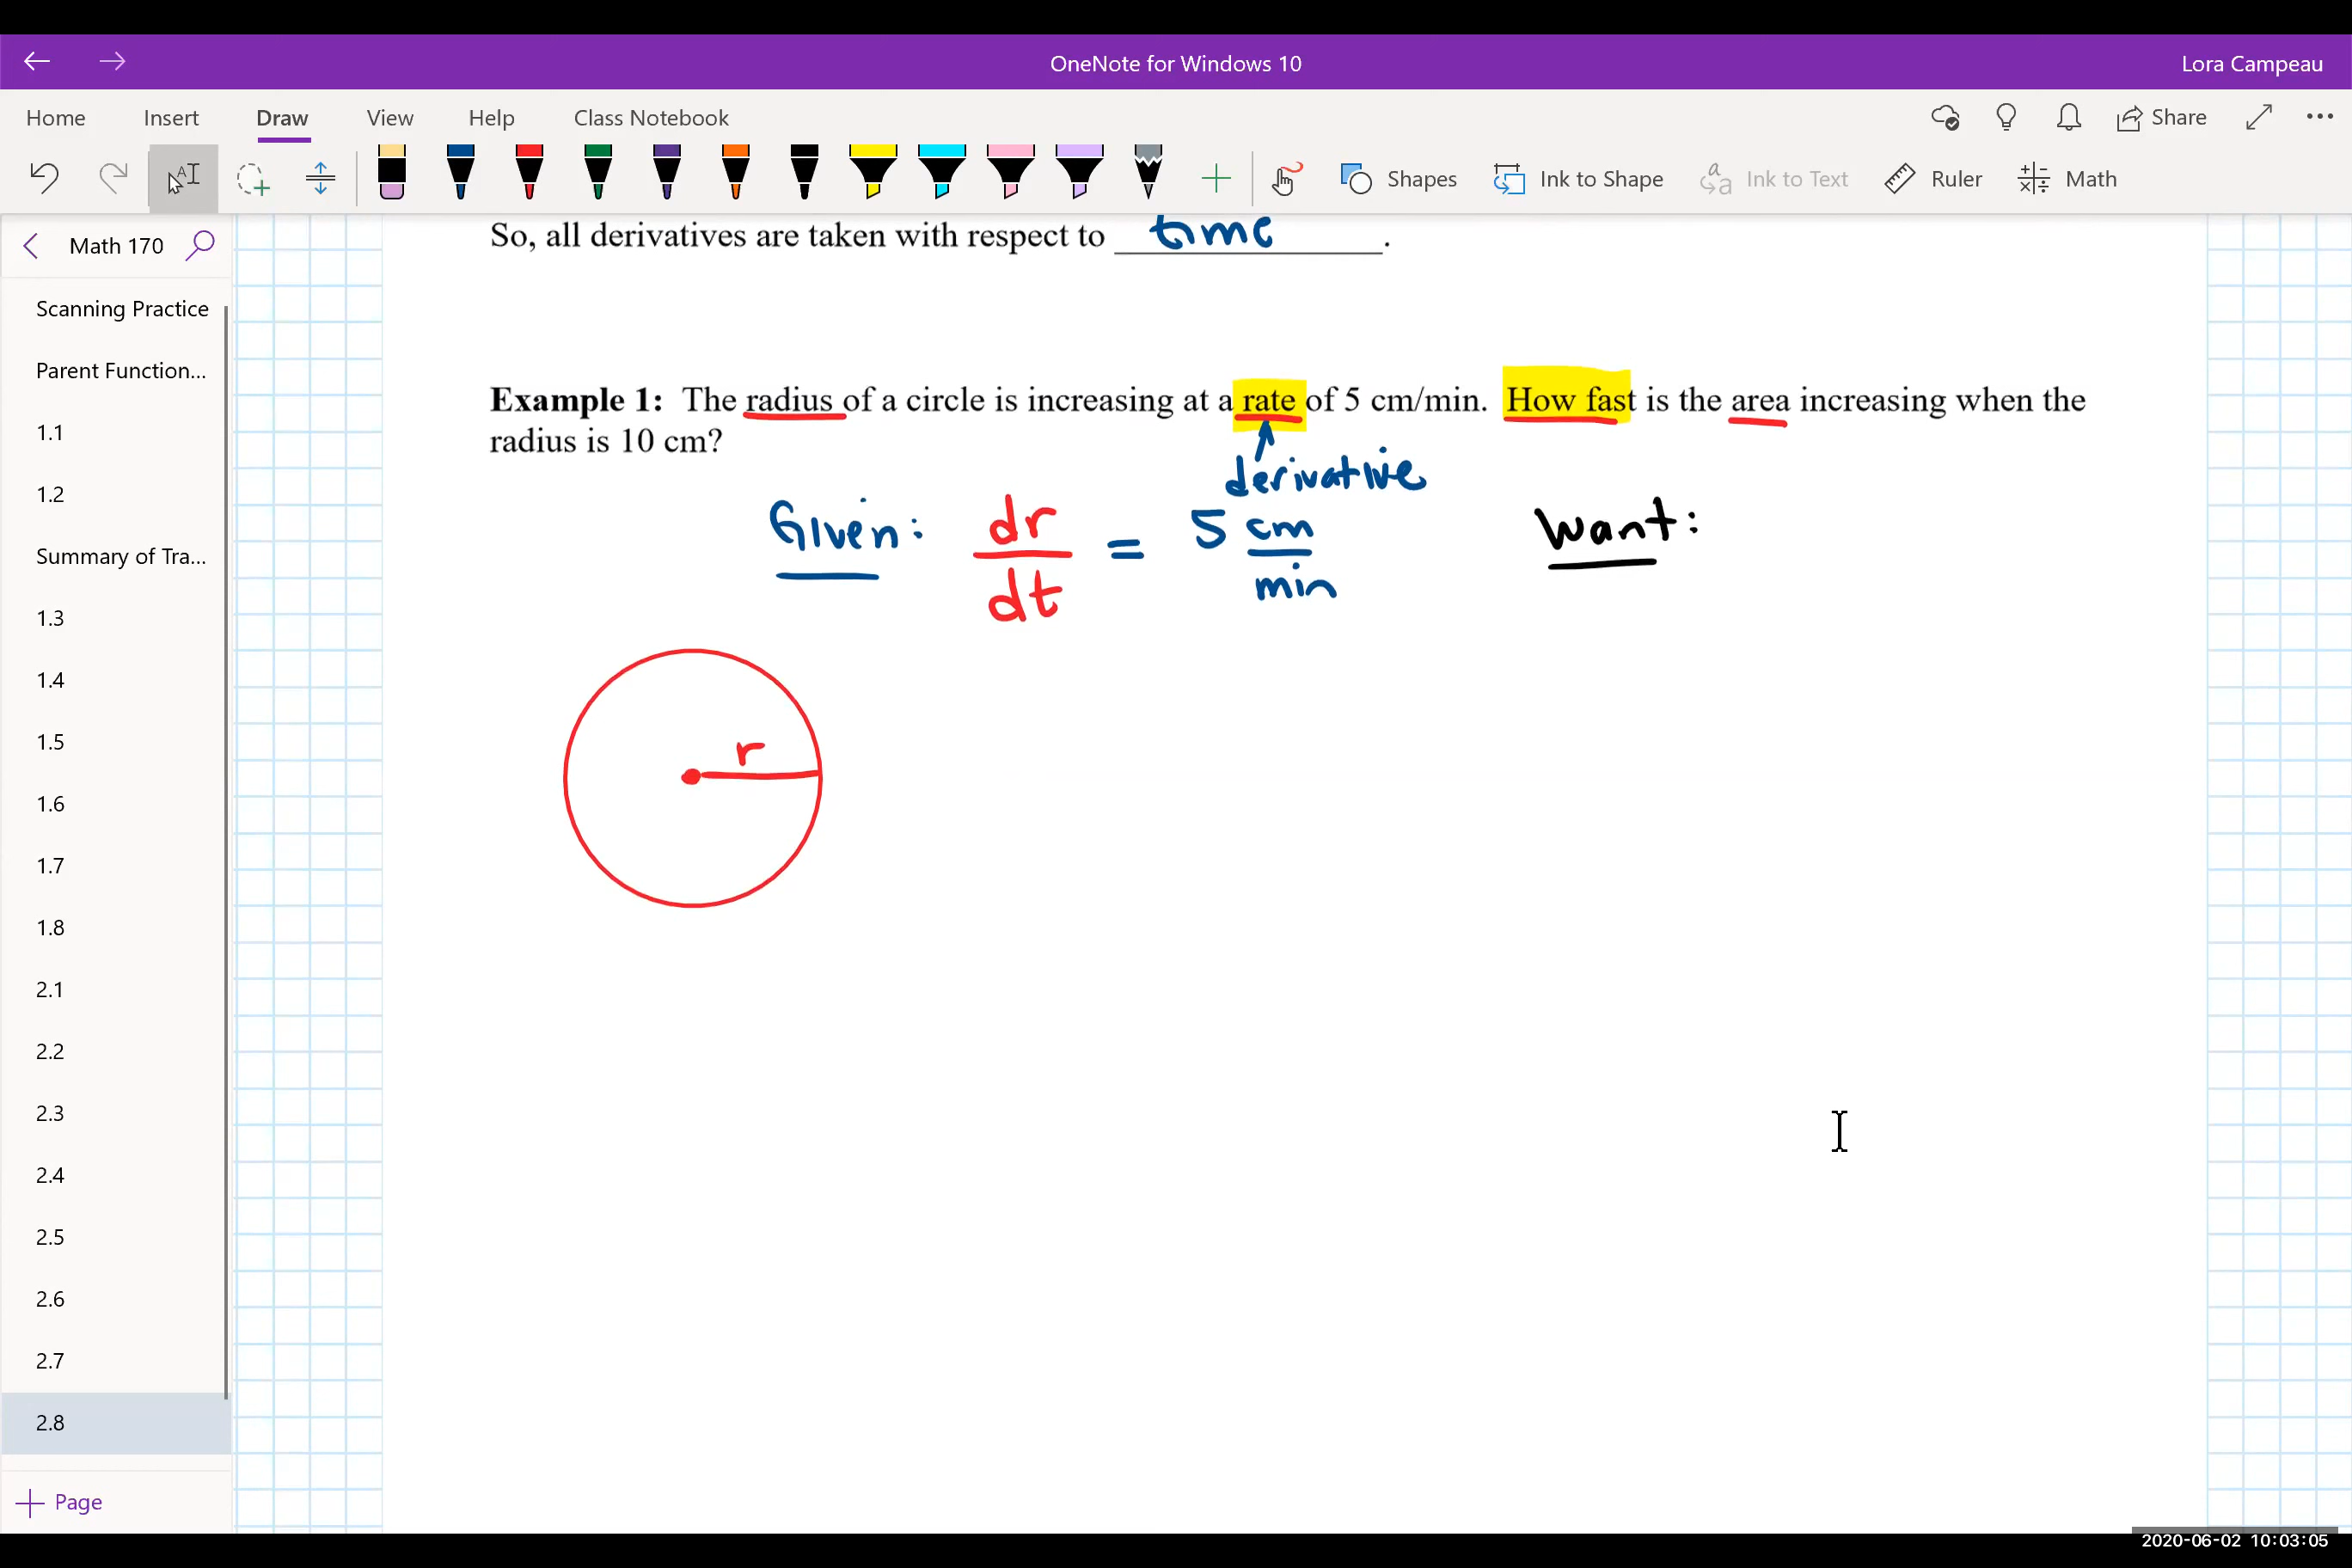 OneNote for Windows 10
Lora Campeau
Home Insert Draw View Help Class Notebook
Share
Shapes Ink to Shape Ink to Text Ruler Math
Math 170
Scanning Practice
Parent Function...
1.1
1.2
Summary of Tra...
1.3
1.4
1.5
1.6
1.7
1.8
2.1
2.2
2.3
2.4
2.5
2.6
2.7
2.8
Page
So, all derivatives are taken with respect to time.
Example 1: The radius of a circle is increasing at a rate of 5 cm/min. How fast is the area increasing when the
radius is 10 cm?
derivative
Given: dr/dt = 5 cm/min Want:
r
2020-06-02 10:03:05